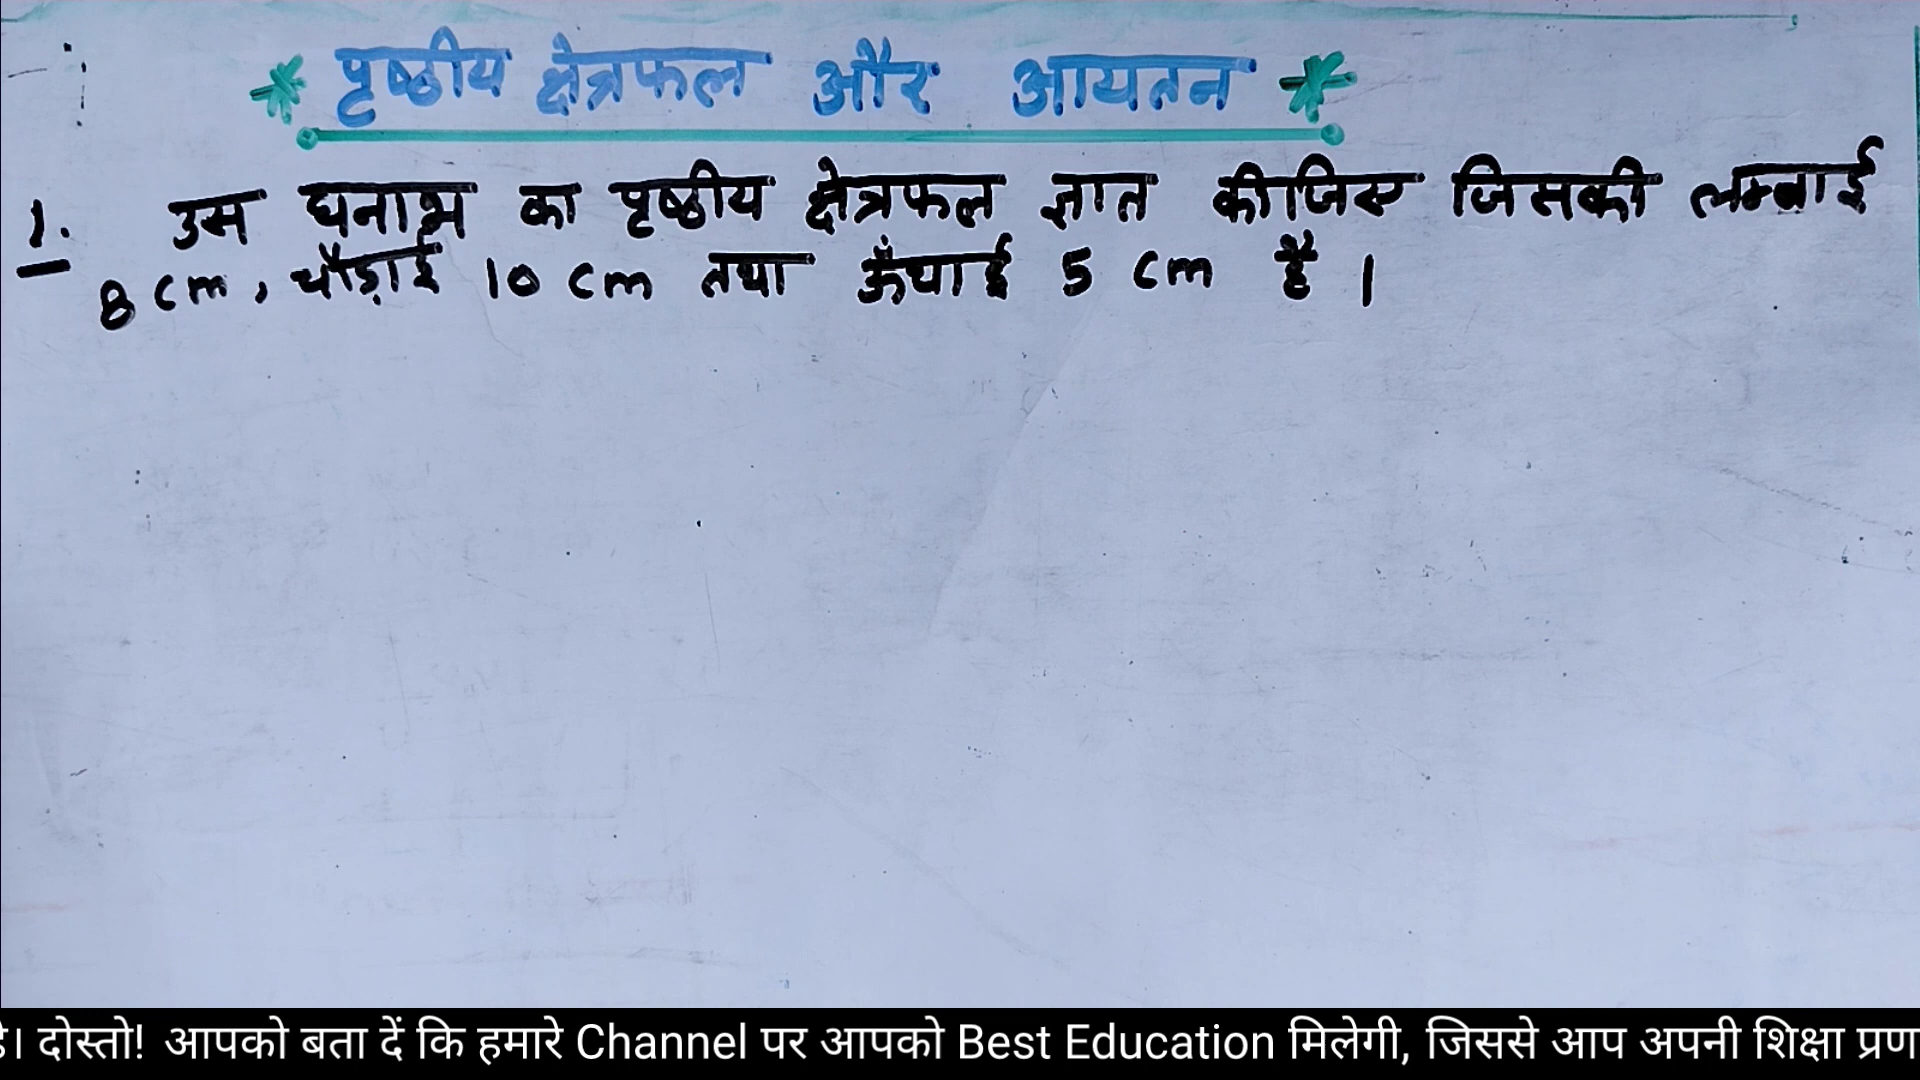 * पृष्ठीय क्षेत्रफल और आयतन *
1. उस घनाभ का पृष्ठीय क्षेत्रफल ज्ञात कीजिए जिसकी लम्बाई
8 cm, चौड़ाई 10 cm तथा ऊँचाई 5 cm है ।
है। दोस्तो! आपको बता दें कि हमारे Channel पर आपको Best Education मिलेगी, जिससे आप अपनी शिक्षा प्रण